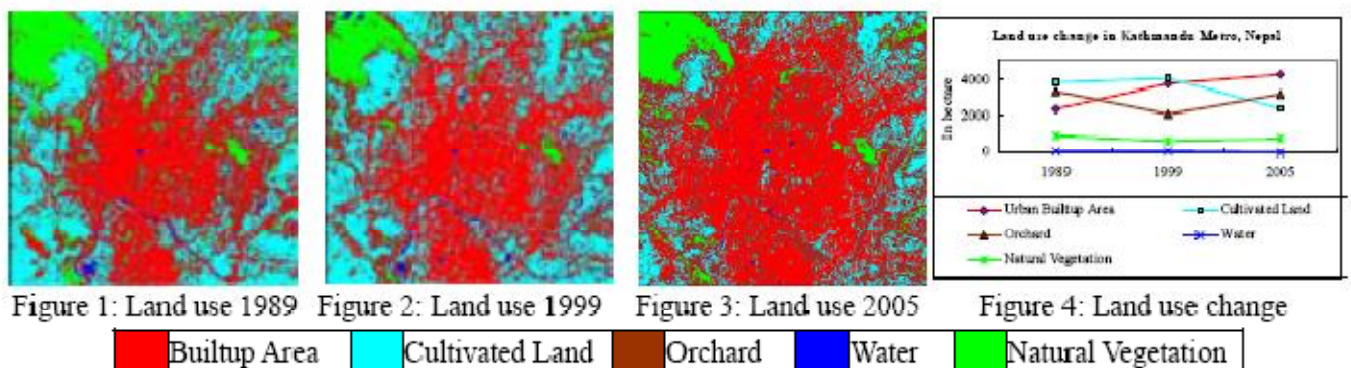 Land use change in Kathmandu Metro, Nepal
In hectare
4000
2000
0
1989 1999 2005
Urban Builtup Area Cultivated Land
Orchard Water
Natural Vegetation
Figure 1: Land use 1989 Figure 2: Land use 1999 Figure 3: Land use 2005 Figure 4: Land use change
Builtup Area Cultivated Land Orchard Water Natural Vegetation